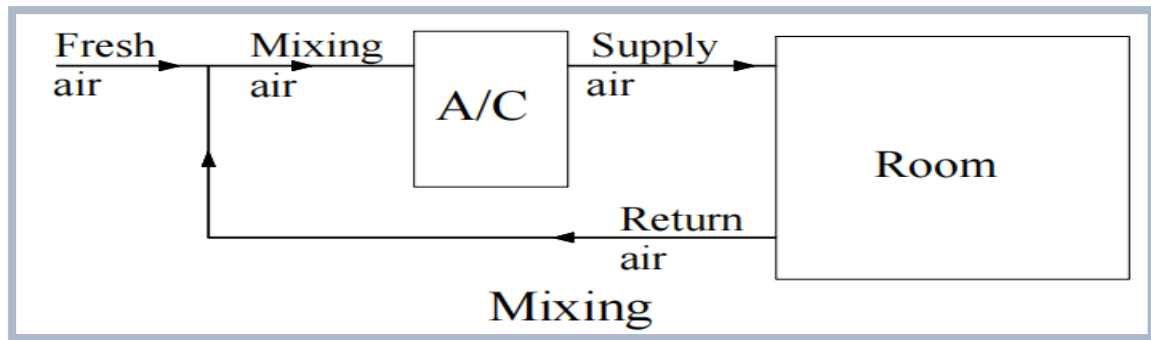 Fresh
air
Mixing
air
A/C
Supply
air
Room
Return
air
Mixing